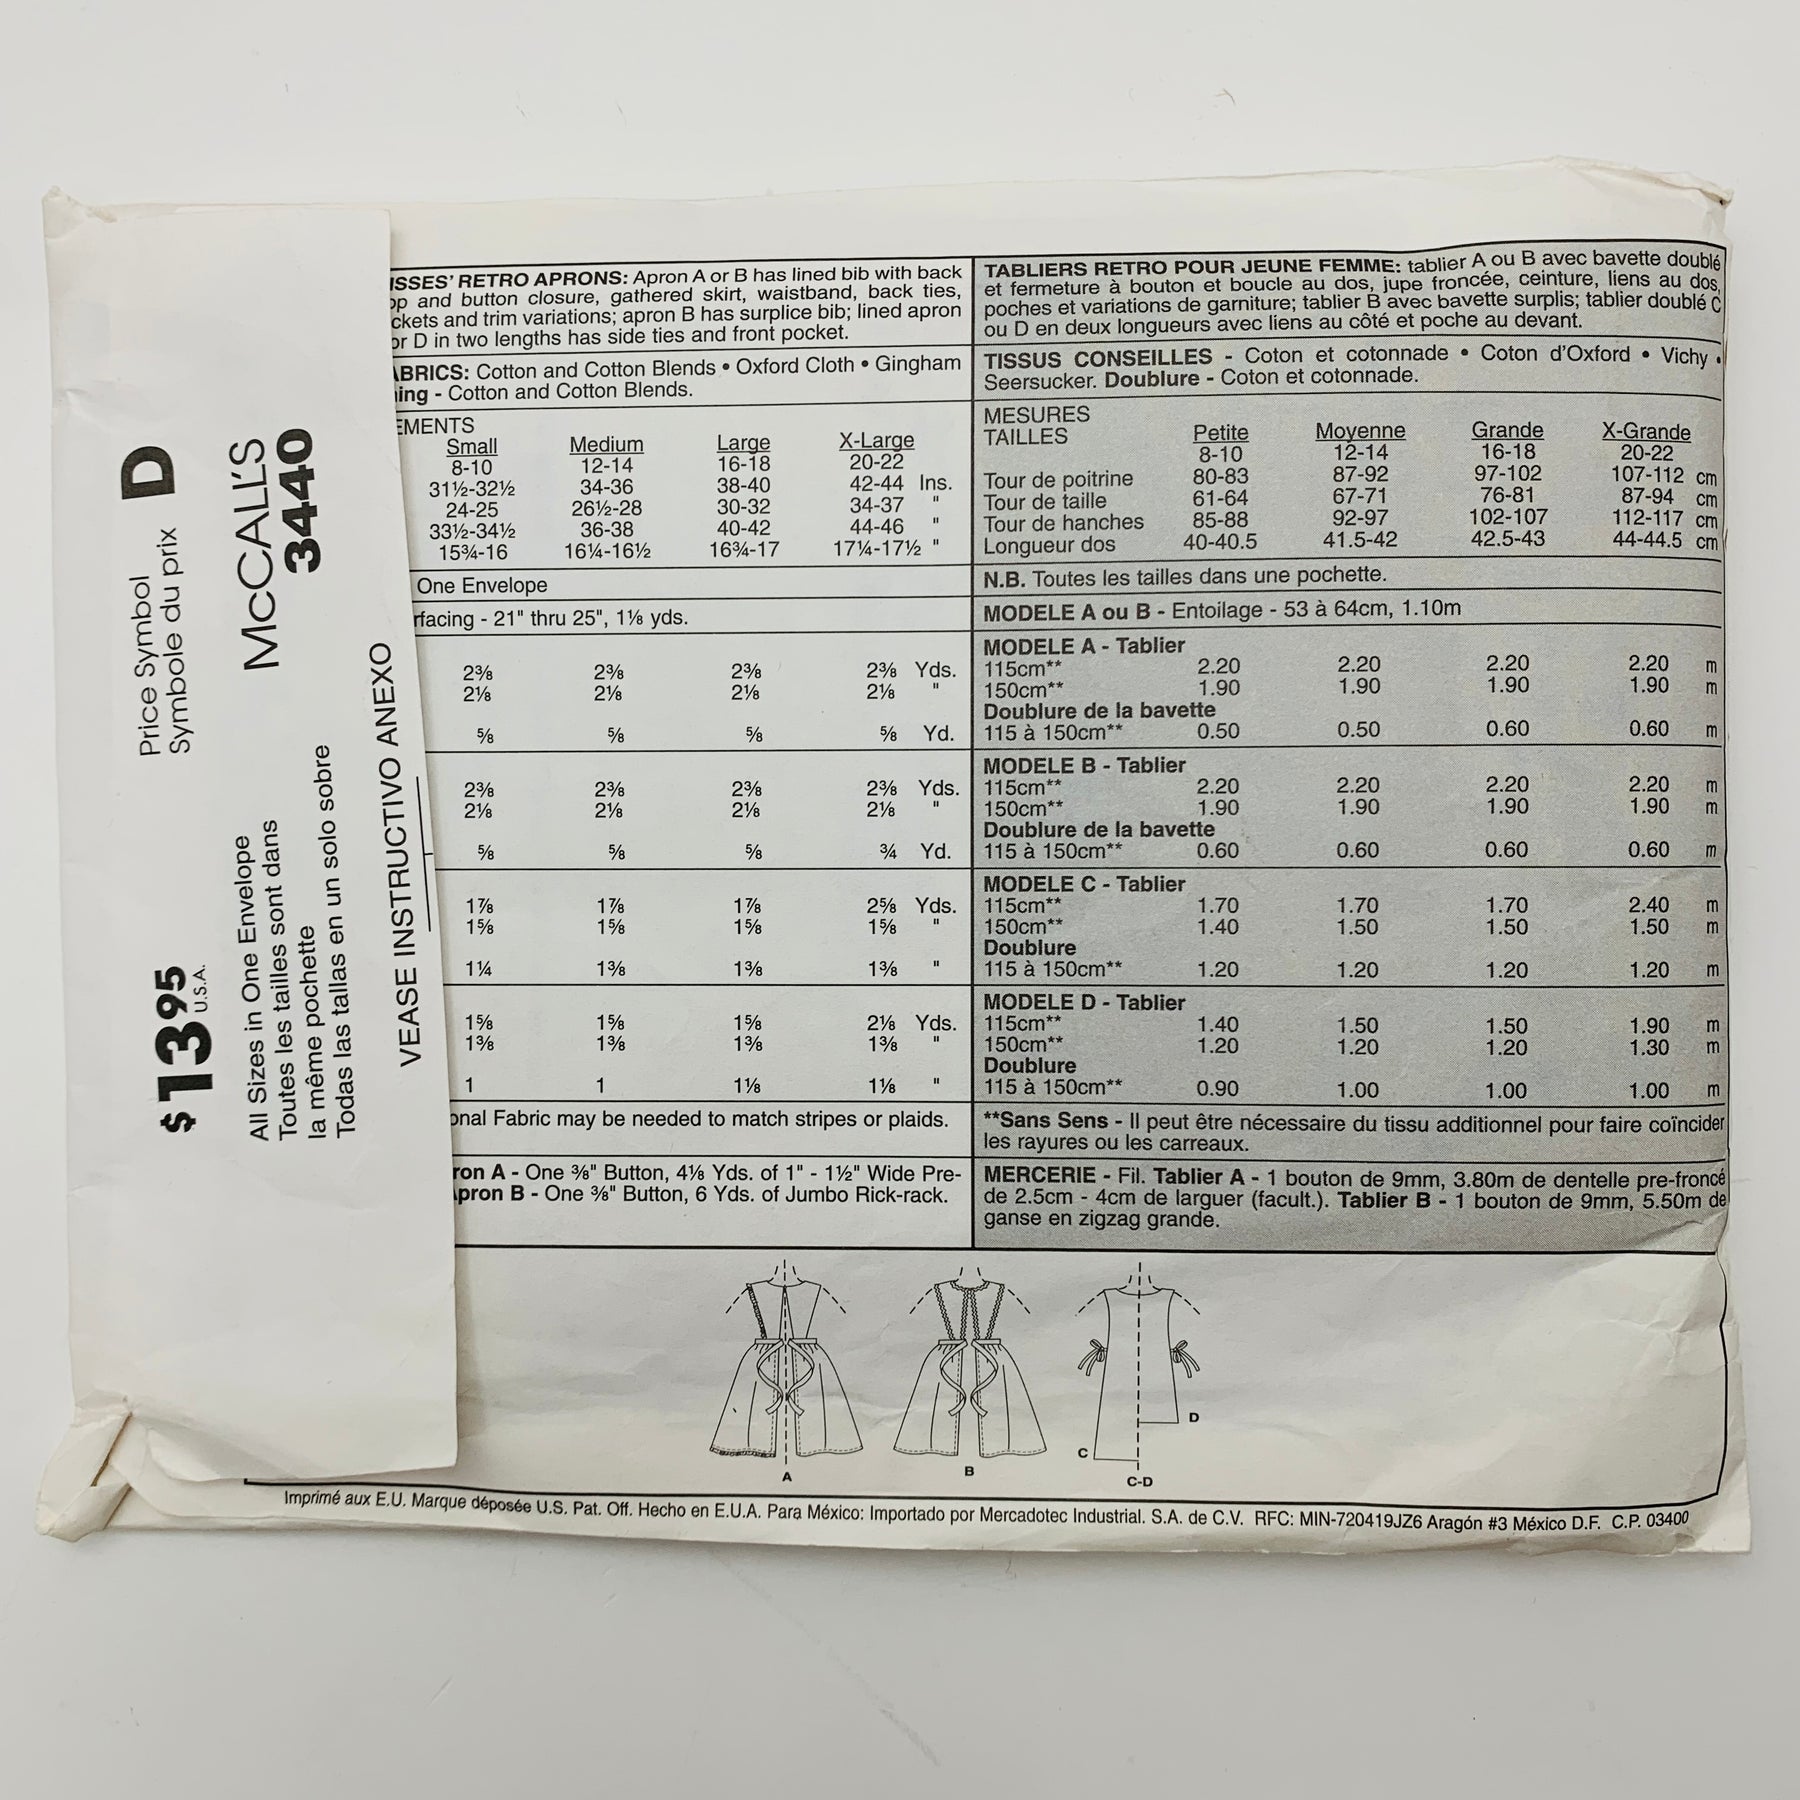 Price Symbol D
Symbole du prix
$13.95
U.S.A.
McCALL'S
3440
All Sizes in One Envelope
Toutes les tailles sont dans
la même pochette
Todas las tallas en un solo sobre
VEASE INSTRUCTIVO ANEXO
RETRO APRONS: Apron A or B has lined bib with back
and button closure, gathered skirt, waistband, back ties,
and trim variations; apron B has surplice bib; lined apron
or D in two lengths has side ties and front pocket.
Cotton and Cotton Blends • Oxford Cloth • Gingham
- Cotton and Cotton Blends.
Small Medium Large X-Large
8-10 12-14 16-18 20-22
31½-32½ 34-36 38-40 42-44 Ins.
24-25 26½-28 30-32 34-37 "
33½-34½ 36-38 40-42 44-46 "
15¾-16 16¼-16½ 16¾-17 17¼-17½ "
One Envelope
- 21" thru 25", 1⅛ yds.
2⅜ 2⅜ 2⅜ 2⅜ Yds.
2⅛ 2⅛ 2⅛ 2⅛ "
⅝ ⅝ ⅝ ⅝ Yd.
2⅜ 2⅜ 2⅜ 2⅜ Yds.
2⅛ 2⅛ 2⅛ 2⅛ "
⅝ ⅝ ⅝ ¾ Yd.
1⅞ 1⅞ 1⅞ 2⅝ Yds.
1⅝ 1⅝ 1⅝ 1⅝ "
1¼ 1⅜ 1⅜ 1⅜ "
1⅝ 1⅝ 1⅝ 2⅛ Yds.
1⅜ 1⅜ 1⅜ 1⅜ "
1 1 1⅛ 1⅛ "
Fabric may be needed to match stripes or plaids.
A - One ⅜" Button, 4⅛ Yds. of 1" - 1½" Wide Pre-
Apron B - One ⅜" Button, 6 Yds. of Jumbo Rick-rack.
TABLIERS RETRO POUR JEUNE FEMME: tablier A ou B avec bavette doublé
et fermeture à bouton et boucle au dos, jupe froncée, ceinture, liens au dos,
poches et variations de garniture; tablier B avec bavette surplis; tablier doublé C
ou D en deux longueurs avec liens au côté et poche au devant.
TISSUS CONSEILLES - Coton et cotonnade • Coton d'Oxford • Vichy •
Seersucker. Doublure - Coton et cotonnade.
MESURES
TAILLES Petite Moyenne Grande X-Grande
8-10 12-14 16-18 20-22
Tour de poitrine 80-83 87-92 97-102 107-112 cm
Tour de taille 61-64 67-71 76-81 87-94 cm
Tour de hanches 85-88 92-97 102-107 112-117 cm
Longueur dos 40-40.5 41.5-42 42.5-43 44-44.5 cm
N.B. Toutes les tailles dans une pochette.
MODELE A ou B - Entoilage - 53 à 64cm, 1.10m
MODELE A - Tablier
115cm** 2.20 2.20 2.20 2.20 m
150cm** 1.90 1.90 1.90 1.90 m
Doublure de la bavette
115 à 150cm** 0.50 0.50 0.60 0.60 m
MODELE B - Tablier
115cm** 2.20 2.20 2.20 2.20 m
150cm** 1.90 1.90 1.90 1.90 m
Doublure de la bavette
115 à 150cm** 0.60 0.60 0.60 0.60 m
MODELE C - Tablier
115cm** 1.70 1.70 1.70 2.40 m
150cm** 1.40 1.50 1.50 1.50 m
Doublure
115 à 150cm** 1.20 1.20 1.20 1.20 m
MODELE D - Tablier
115cm** 1.40 1.50 1.50 1.90 m
150cm** 1.20 1.20 1.20 1.30 m
Doublure
115 à 150cm** 0.90 1.00 1.00 1.00 m
**Sans Sens - Il peut être nécessaire du tissu additionnel pour faire coïncider
les rayures ou les carreaux.
MERCERIE - Fil. Tablier A - 1 bouton de 9mm, 3.80m de dentelle pre-froncé
de 2.5cm - 4cm de larguer (facult.). Tablier B - 1 bouton de 9mm, 5.50m de
ganse en zigzag grande.
A
B
C
D
C-D
Imprimé aux E.U. Marque déposée U.S. Pat. Off. Hecho en E.U.A. Para México: Importado por Mercadotec Industrial. S.A. de C.V. RFC: MIN-720419JZ6 Aragón #3 México D.F. C.P. 03400